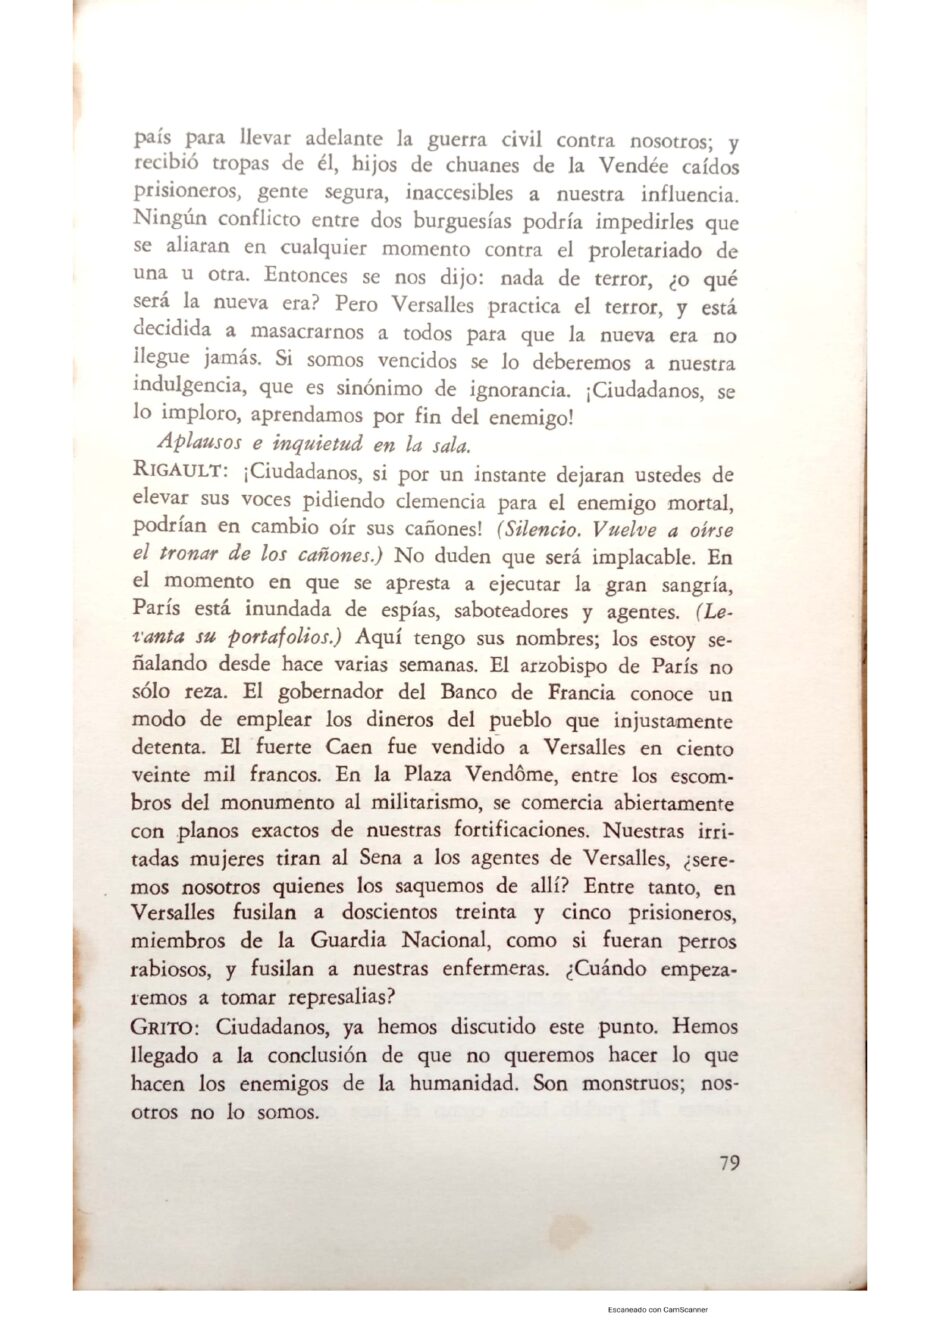 país para llevar adelante la guerra civil contra nosotros; y
recibió tropas de él, hijos de chuanes de la Vendée caídos
prisioneros, gente segura, inaccesibles a nuestra influencia.
Ningún conflicto entre dos burguesías podría impedirles que
se aliaran en cualquier momento contra el proletariado de
una u otra. Entonces se nos dijo: nada de terror, ¿o qué
será la nueva era? Pero Versalles practica el terror, y está
decidida a masacrarnos a todos para que la nueva era no
llegue jamás. Si somos vencidos se lo deberemos a nuestra
indulgencia, que es sinónimo de ignorancia. ¡Ciudadanos, se
lo imploro, aprendamos por fin del enemigo!
Aplausos e inquietud en la sala.
RIGAULT: ¡Ciudadanos, si por un instante dejaran ustedes de
elevar sus voces pidiendo clemencia para el enemigo mortal,
podrían en cambio oír sus cañones! (Silencio. Vuelve a oírse
el tronar de los cañones.) No duden que será implacable. En
el momento en que se apresta a ejecutar la gran sangría,
París está inundada de espías, saboteadores y agentes. (Le-
vanta su portafolios.) Aquí tengo sus nombres; los estoy se-
ñalando desde hace varias semanas. El arzobispo de París no
sólo reza. El gobernador del Banco de Francia conoce un
modo de emplear los dineros del pueblo que injustamente
detenta. El fuerte Caen fue vendido a Versalles en ciento
veinte mil francos. En la Plaza Vendôme, entre los escom-
bros del monumento al militarismo, se comercia abiertamente
con planos exactos de nuestras fortificaciones. Nuestras irri-
tadas mujeres tiran al Sena a los agentes de Versalles, ¿sere-
mos nosotros quienes los saquemos de allí? Entre tanto, en
Versalles fusilan a doscientos treinta y cinco prisioneros,
miembros de la Guardia Nacional, como si fueran perros
rabiosos, y fusilan a nuestras enfermeras. ¿Cuándo empeza-
remos a tomar represalias?
GRITO: Ciudadanos, ya hemos discutido este punto. Hemos
llegado a la conclusión de que no queremos hacer lo que
hacen los enemigos de la humanidad. Son monstruos; nos-
otros no lo somos.
79
Escaneado con CamScanner